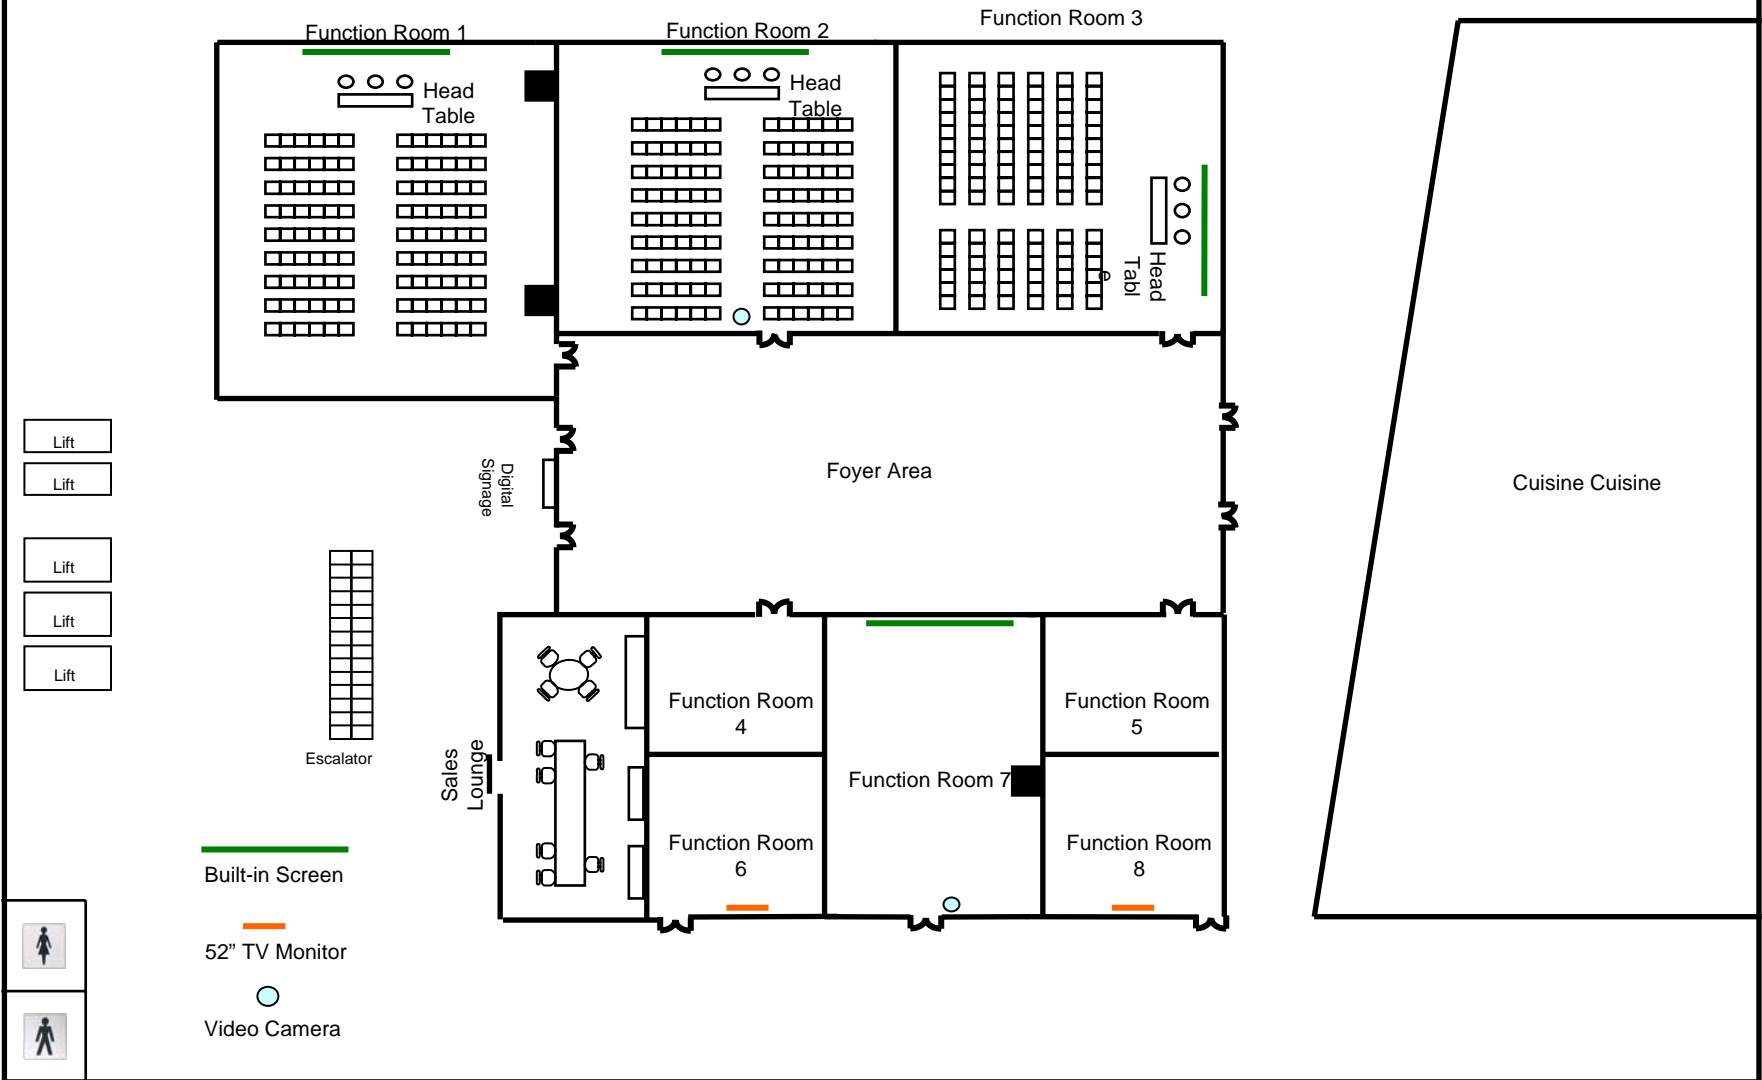 Function Room 1
Function Room 2
Function Room 3
Head
Table
Head
Table
Head
Tabl
e
Lift
Lift
Lift
Lift
Lift
Digital
Signage
Foyer Area
Cuisine Cuisine
Escalator
Sales
Lounge
Function Room
4
Function Room
5
Function Room 7
Function Room
6
Function Room
8
Built-in Screen
52” TV Monitor
Video Camera